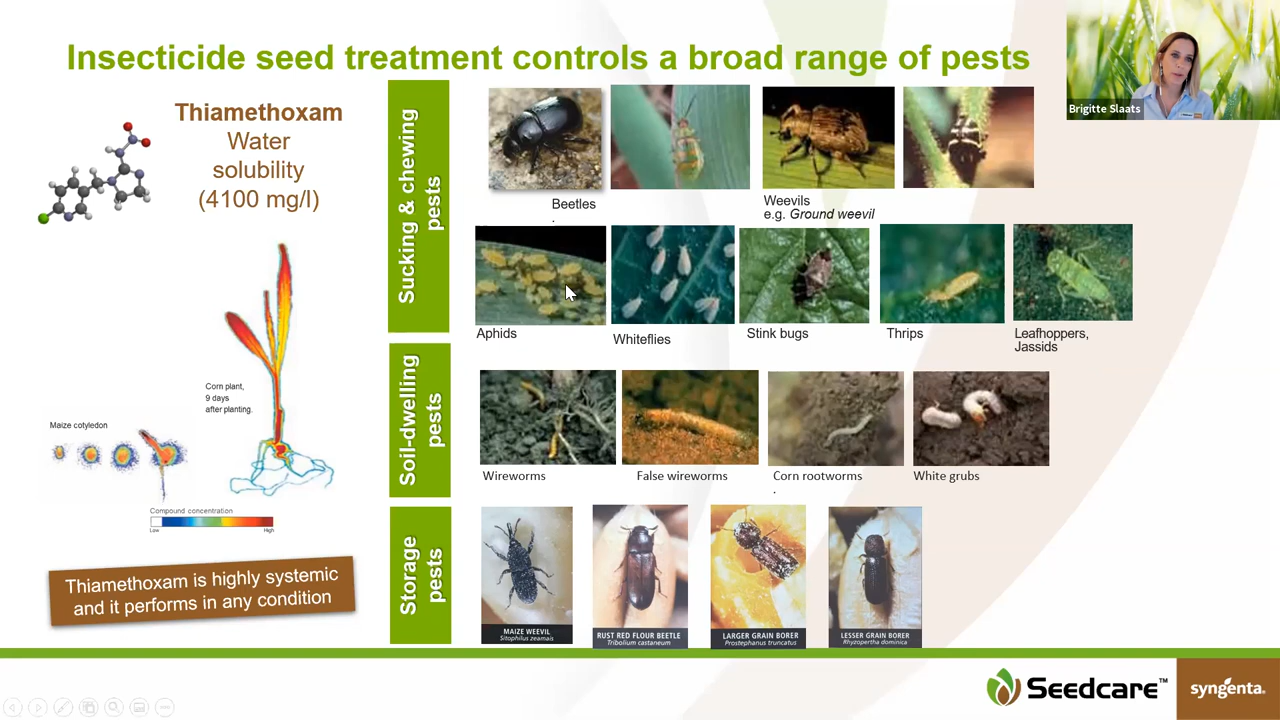 Insecticide seed treatment controls a broad range of pests
Brigitte Slaats
Thiamethoxam
Water
solubility
(4100 mg/l)
Corn plant,
9 days
after planting.
Maize cotyledon
Compound concentration
Low
High
Thiamethoxam is highly systemic
and it performs in any condition
Sucking & chewing
pests
Beetles
.
Weevils
e.g. Ground weevil
Aphids
Whiteflies
Stink bugs
Thrips
Leafhoppers,
Jassids
Soil-dwelling
pests
Wireworms
False wireworms
Corn rootworms
.
White grubs
Storage
pests
MAIZE WEEVIL
Sitophilus zeamais
RUST RED FLOUR BEETLE
Tribolium castaneum
LARGER GRAIN BORER
Prostephanus truncatus
LESSER GRAIN BORER
Rhyzopertha dominica
Seedcare™
syngenta